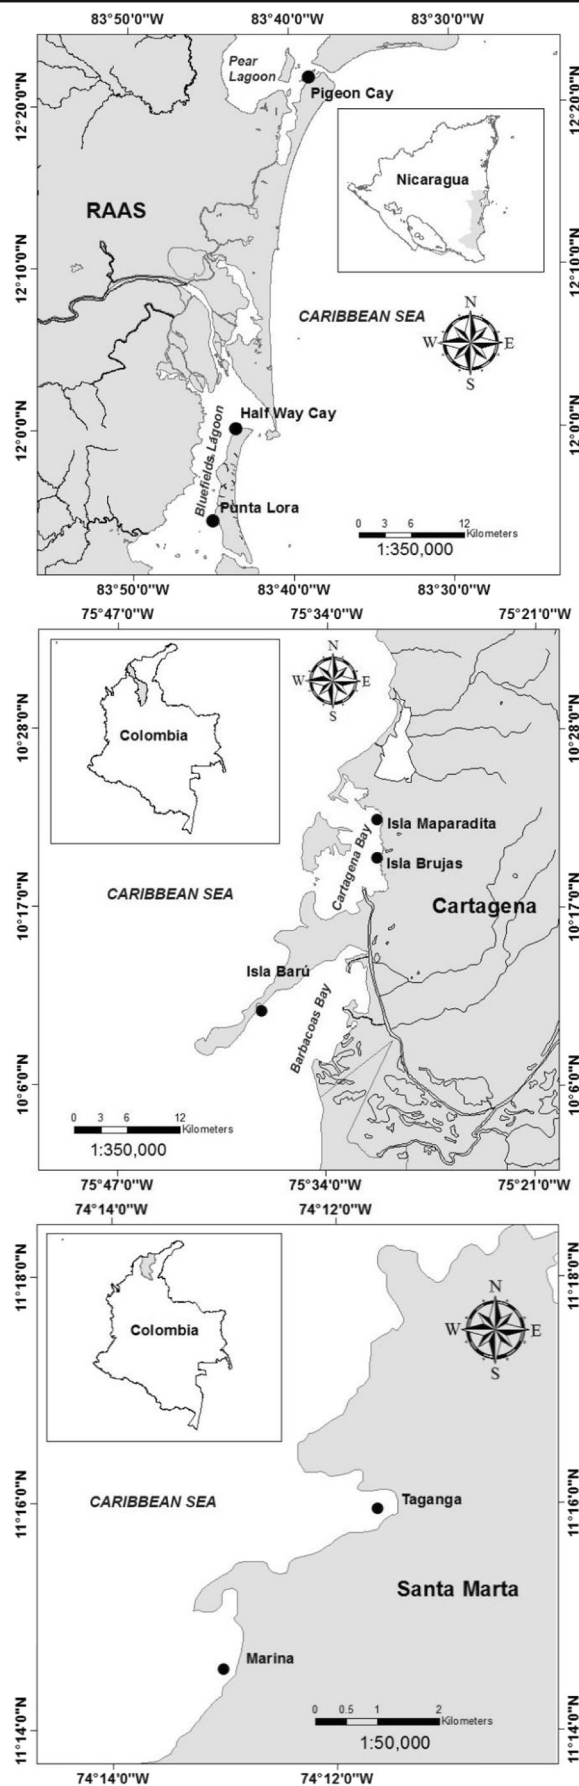 83°50'0"W 83°40'0"W 83°30'0"W
Pear
Lagoon
Pigeon Cay
12°20'0"N
12°20'0"N
Nicaragua
RAAS
12°10'0"N
12°10'0"N
CARIBBEAN SEA
N
W E
S
Half Way Cay
12°0'0"N
12°0'0"N
Bluefields Lagoon
Punta Lora
0 3 6 12
Kilometers
1:350,000
83°50'0"W 83°40'0"W 83°30'0"W
75°47'0"W 75°34'0"W 75°21'0"W
N
W E
S
Colombia
10°28'0"N
10°28'0"N
Isla Maparadita
Cartagena Bay
Isla Brujas
CARIBBEAN SEA
Cartagena
10°17'0"N
10°17'0"N
Isla Barú
Barbacoas Bay
10°6'0"N
10°6'0"N
0 3 6 12
Kilometers
1:350,000
75°47'0"W 75°34'0"W 75°21'0"W
74°14'0"W 74°12'0"W
11°18'0"N
11°18'0"N
N
W E
S
Colombia
CARIBBEAN SEA
Taganga
11°16'0"N
11°16'0"N
Santa Marta
Marina
0 0.5 1 2
Kilometers
1:50,000
11°14'0"N
11°14'0"N
74°14'0"W 74°12'0"W